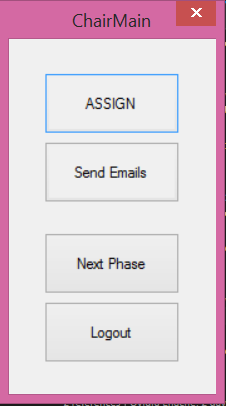 ChairMain
ASSIGN
Send Emails
Next Phase
Logout